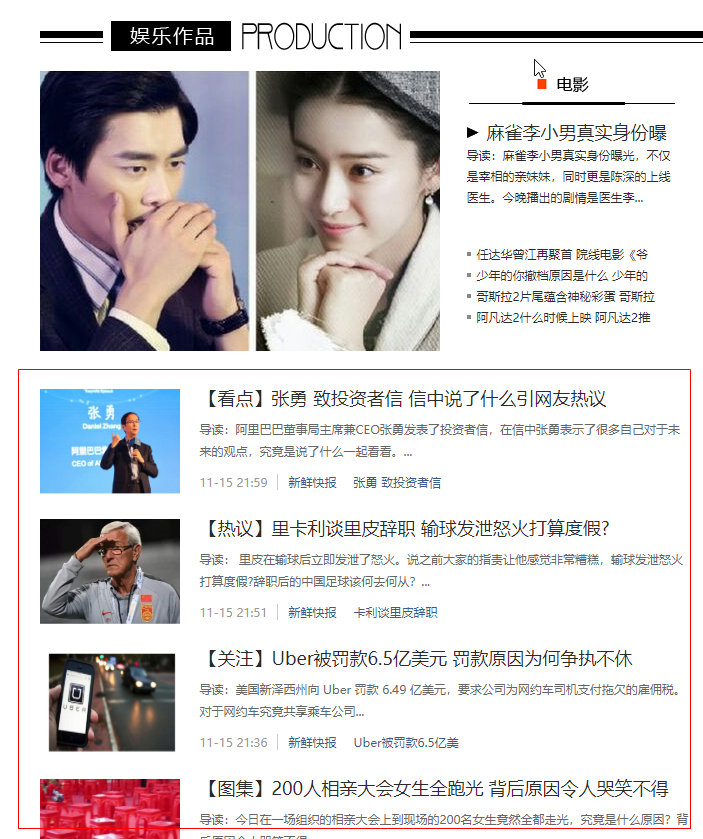 娱乐作品 PRODUCTION
电影
麻雀李小男真实身份曝
导读：麻雀李小男真实身份曝光，不仅
是宰相的亲妹妹，同时更是陈深的上线
医生。今晚播出的剧情是医生李...
任达华曾江再聚首 院线电影《爷
少年的你撤档原因是什么 少年的
哥斯拉2片尾蕴含神秘彩蛋 哥斯拉
阿凡达2什么时候上映 阿凡达2推
张勇
Daniel Zhang
阿里巴巴
CEO of A
【看点】张勇 致投资者信 信中说了什么引网友热议
导读：阿里巴巴董事局主席兼CEO张勇发表了投资者信，在信中张勇表示了很多自己对于未
来的观点，究竟是说了什么一起看看。...
11-15 21:59 新鲜快报 张勇 致投资者信
【热议】里卡利谈里皮辞职 输球发泄怒火打算度假?
导读： 里皮在输球后立即发泄了怒火。说之前大家的指责让他感觉非常糟糕，输球发泄怒火
打算度假?辞职后的中国足球该何去何从？...
11-15 21:51 新鲜快报 卡利谈里皮辞职
UBER
【关注】Uber被罚款6.5亿美元 罚款原因为何争执不休
导读：美国新泽西州向 Uber 罚款 6.49 亿美元，要求公司为网约车司机支付拖欠的雇佣税。
对于网约车究竟共享乘车公司...
11-15 21:36 新鲜快报 Uber被罚款6.5亿美
【图集】200人相亲大会女生全跑光 背后原因令人哭笑不得
导读：今日在一场组织的相亲大会上到现场的200名女生竟然全都走光，究竟是什么原因？背
后原因令人哭笑不得